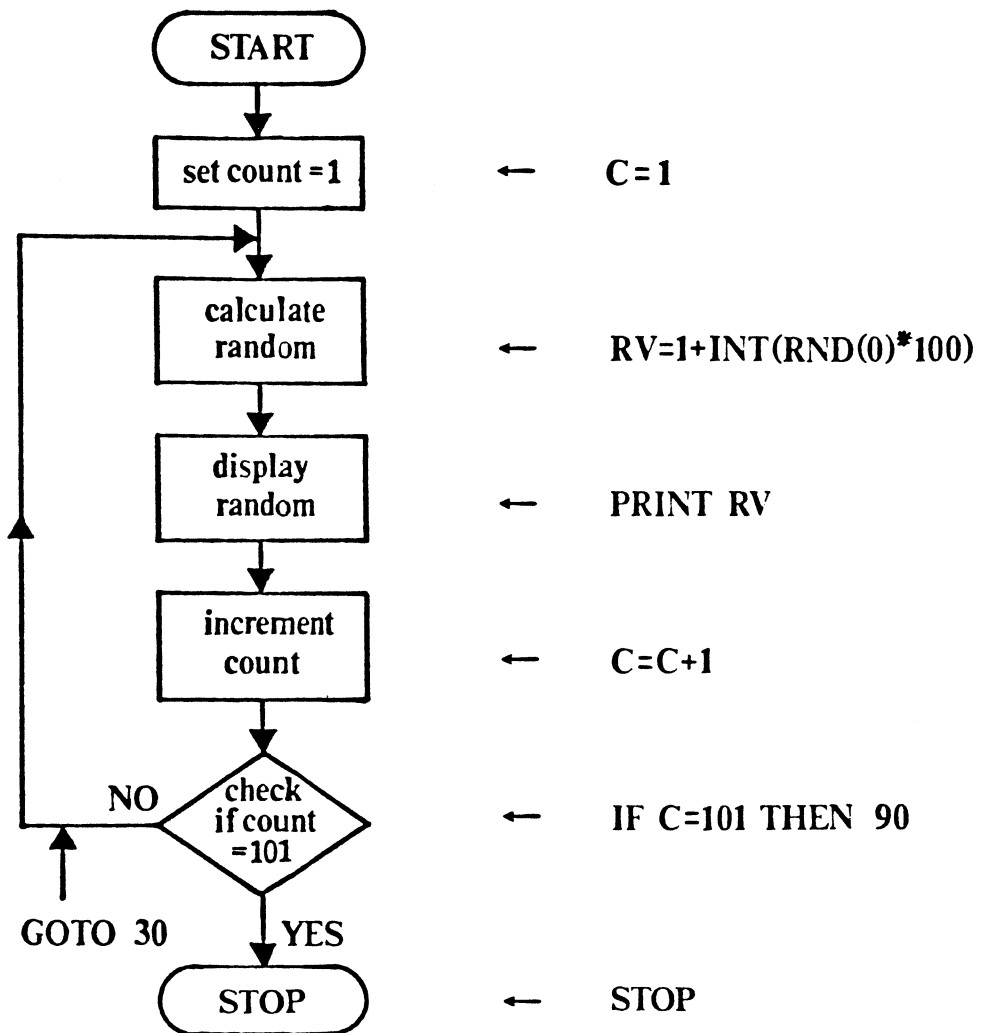 START
set count =1
← C=1
calculate
random
← RV=1+INT(RND(0)*100)
display
random
← PRINT RV
increment
count
← C=C+1
NO
check
if count
=101
← IF C=101 THEN 90
GOTO 30
YES
STOP
← STOP